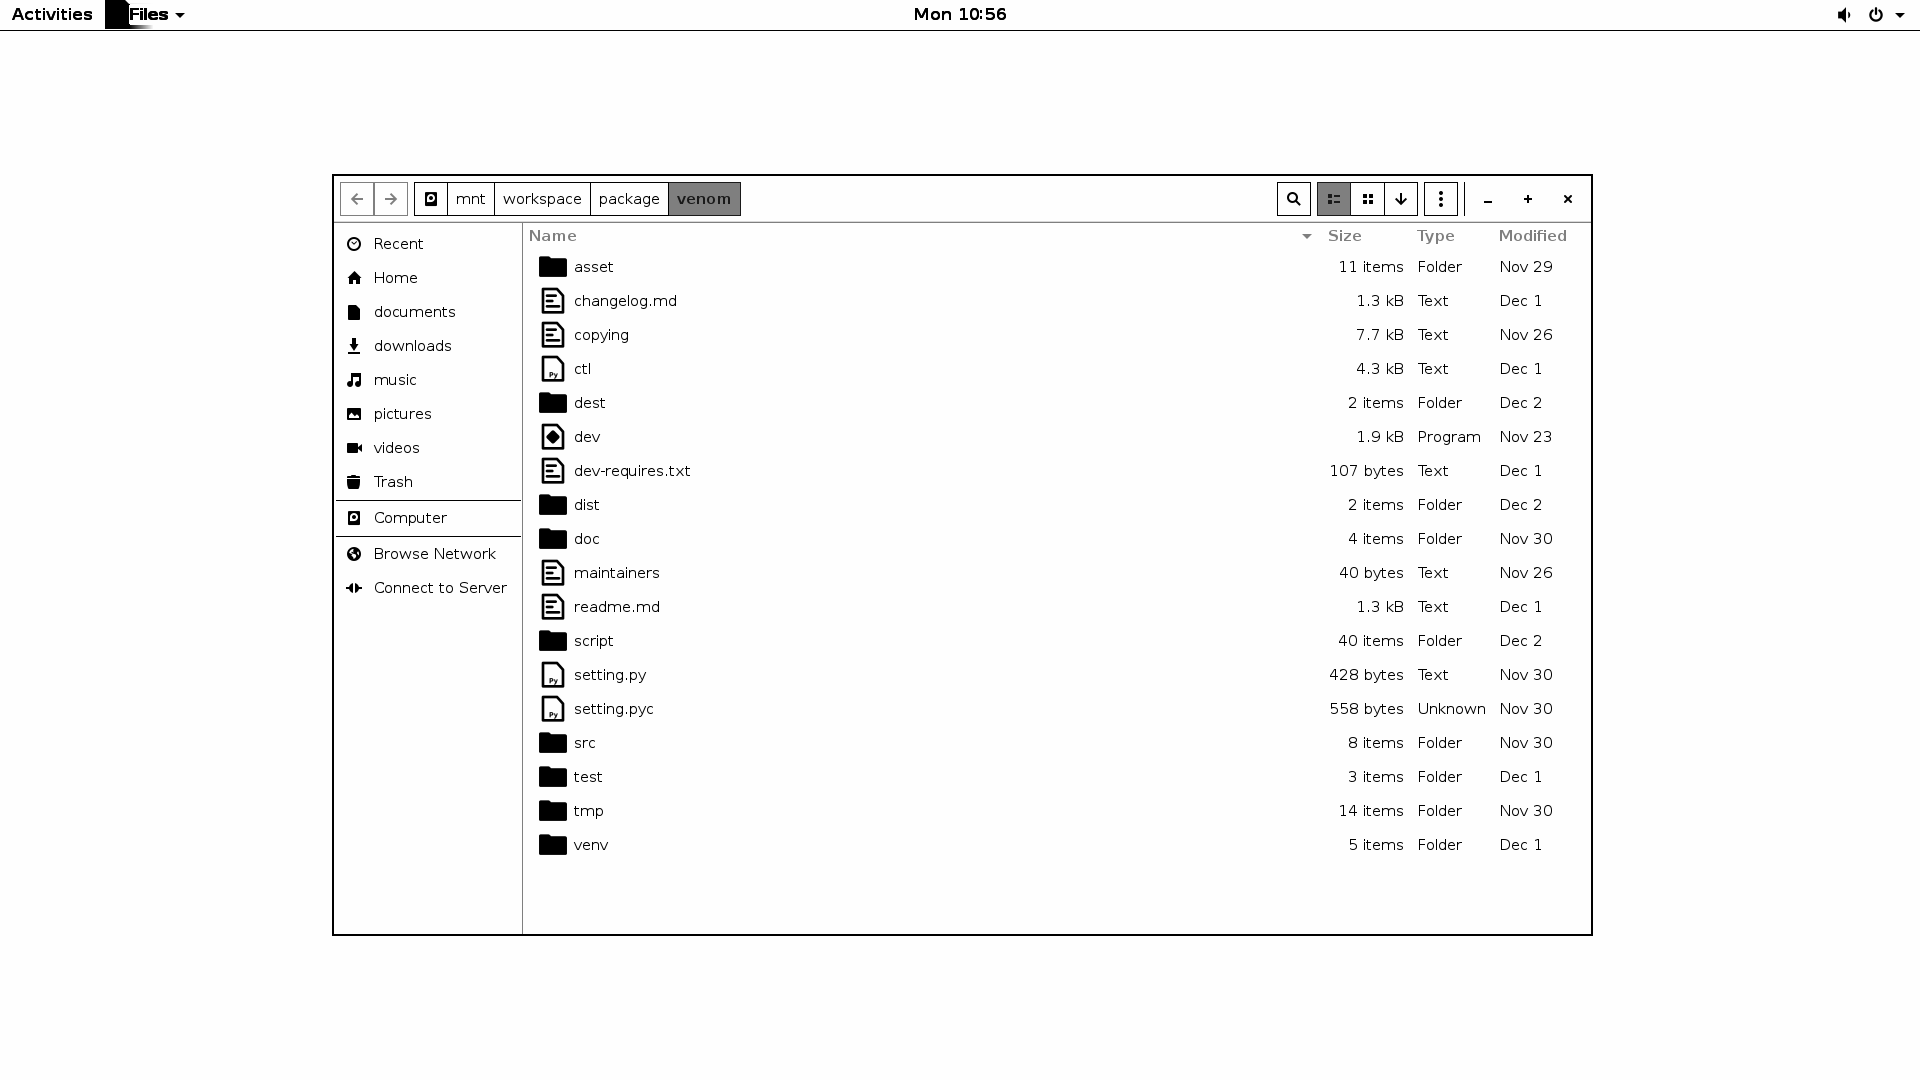 Activities Files Mon 10:56
mnt workspace package venom
Recent
Home
documents
downloads
music
pictures
videos
Trash
Computer
Browse Network
Connect to Server
Name Size Type Modified
asset 11 items Folder Nov 29
changelog.md 1.3 kB Text Dec 1
copying 7.7 kB Text Nov 26
ctl 4.3 kB Text Dec 1
dest 2 items Folder Dec 2
dev 1.9 kB Program Nov 23
dev-requires.txt 107 bytes Text Dec 1
dist 2 items Folder Dec 2
doc 4 items Folder Nov 30
maintainers 40 bytes Text Nov 26
readme.md 1.3 kB Text Dec 1
script 40 items Folder Dec 2
setting.py 428 bytes Text Nov 30
setting.pyc 558 bytes Unknown Nov 30
src 8 items Folder Nov 30
test 3 items Folder Dec 1
tmp 14 items Folder Nov 30
venv 5 items Folder Dec 1